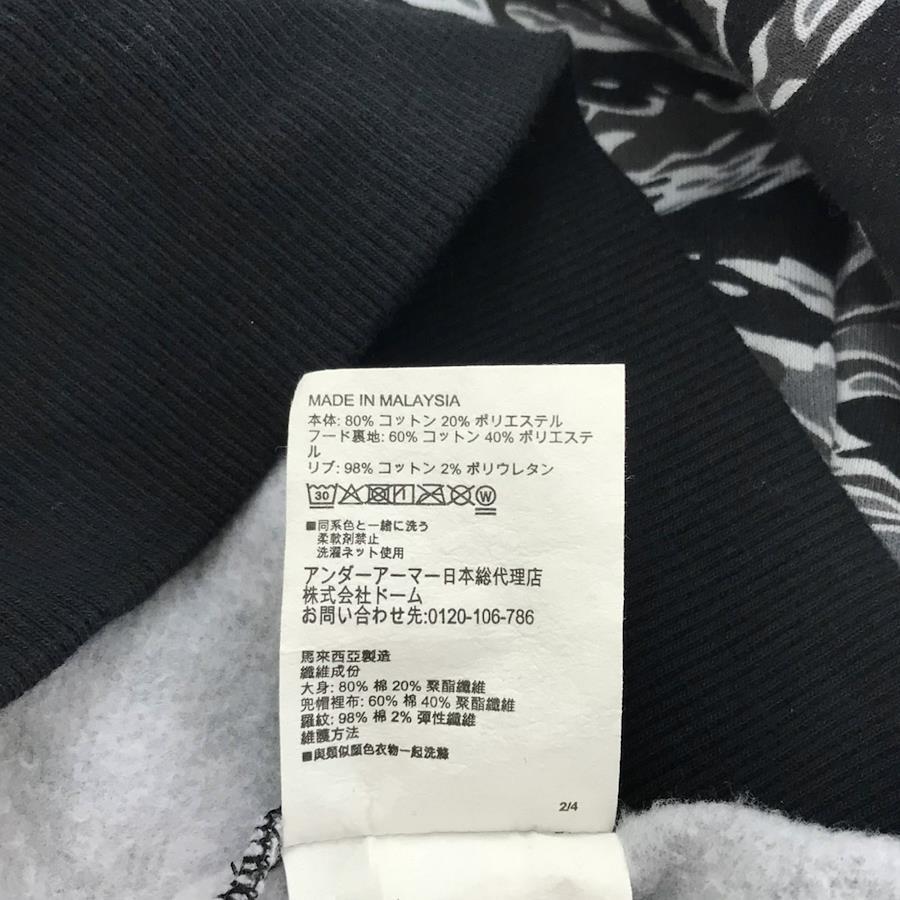 MADE IN MALAYSIA
本体: 80% コットン 20% ポリエステル
フード裏地: 60% コットン 40% ポリエステ
ル
リブ: 98% コットン 2% ポリウレタン
30 W
■同系色と一緒に洗う
柔軟剤禁止
洗濯ネット使用
アンダーアーマー日本総代理店
株式会社ドーム
お問い合わせ先:0120-106-786
馬來西亞製造
纖維成份
大身: 80% 棉 20% 聚酯纖維
兜帽裡布: 60% 棉 40% 聚酯纖維
羅紋: 98% 棉 2% 彈性纖維
維護方法
■與類似顏色衣物一起洗滌
2/4